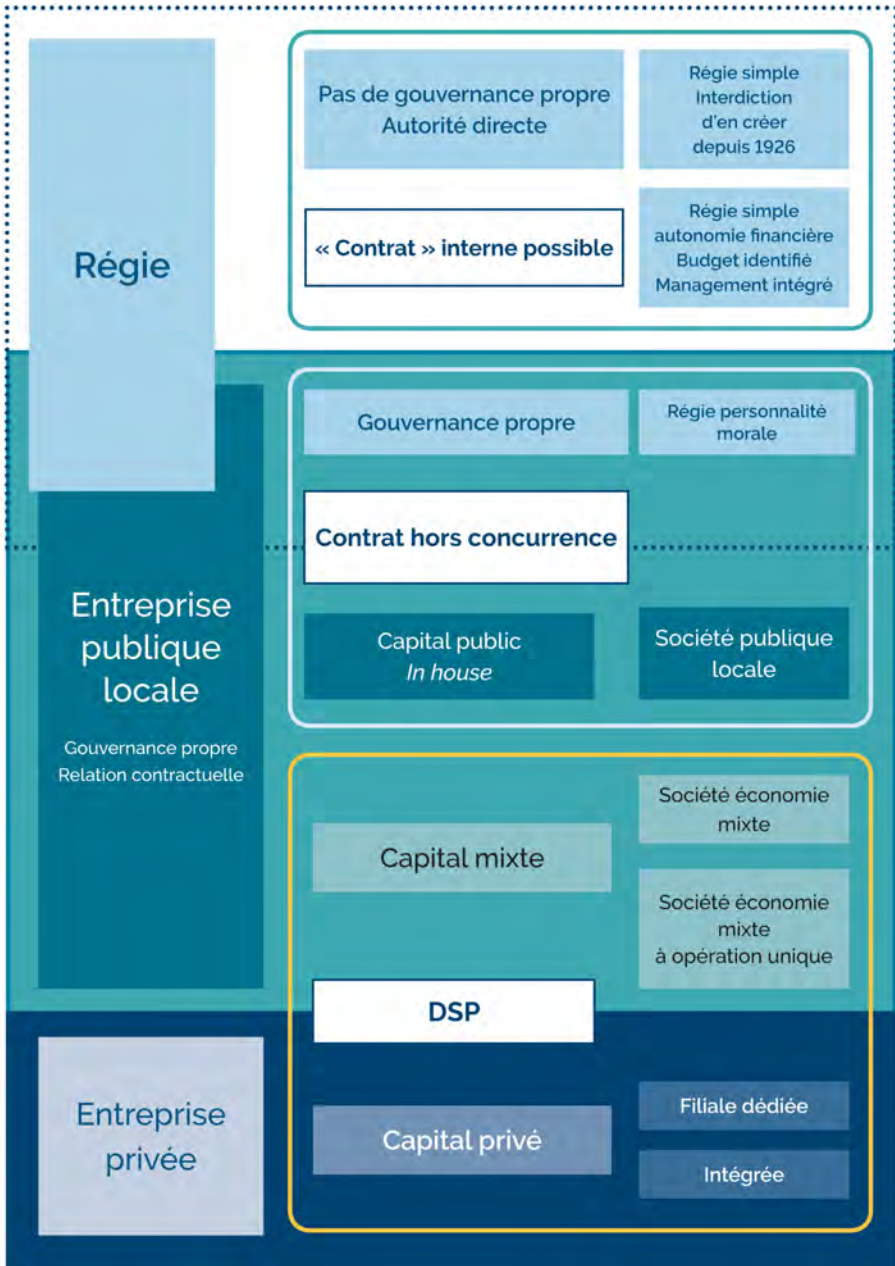 Régie
Pas de gouvernance propre
Autorité directe
Régie simple
Interdiction
d'en créer
depuis 1926
« Contrat » interne possible
Régie simple
autonomie financière
Budget identifié
Management intégré
Entreprise
publique
locale
Gouvernance propre
Relation contractuelle
Gouvernance propre
Régie personnalité
morale
Contrat hors concurrence
Capital public
In house
Société publique
locale
Capital mixte
Société économie
mixte
Société économie
mixte
à opération unique
DSP
Entreprise
privée
Capital privé
Filiale dédiée
Intégrée